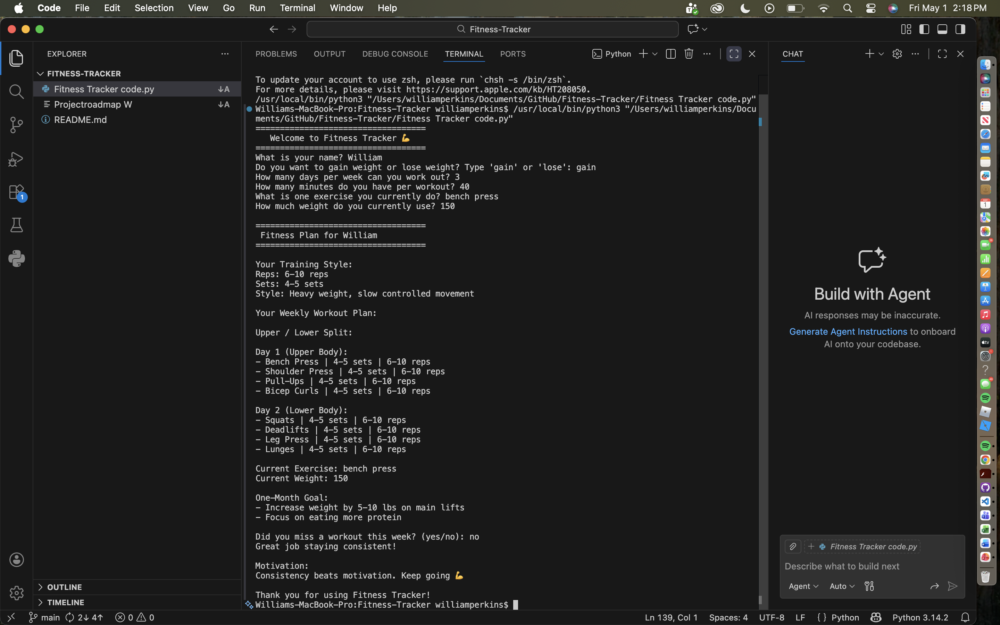 Code File Edit Selection View Go Run Terminal Window Help Fri May 1 2:18 PM
Fitness-Tracker
EXPLORER
FITNESS-TRACKER
Fitness Tracker code.py ↓A
Projectroadmap W ↓A
README.md
1
OUTLINE
TIMELINE
PROBLEMS OUTPUT DEBUG CONSOLE TERMINAL PORTS Python
To update your account to use zsh, please run `chsh -s /bin/zsh`.
For more details, please visit https://support.apple.com/kb/HT208050.
/usr/local/bin/python3 "/Users/williamperkins/Documents/GitHub/Fitness-Tracker/Fitness Tracker code.py"
Williams-MacBook-Pro:Fitness-Tracker williamperkins$ /usr/local/bin/python3 "/Users/williamperkins/Docu
ments/GitHub/Fitness-Tracker/Fitness Tracker code.py"
===================================
Welcome to Fitness Tracker 💪
===================================
What is your name? William
Do you want to gain weight or lose weight? Type 'gain' or 'lose': gain
How many days per week can you work out? 3
How many minutes do you have per workout? 40
What is one exercise you currently do? bench press
How much weight do you currently use? 150
===================================
Fitness Plan for William
===================================
Your Training Style:
Reps: 6-10 reps
Sets: 4-5 sets
Style: Heavy weight, slow controlled movement
Your Weekly Workout Plan:
Upper / Lower Split:
Day 1 (Upper Body):
- Bench Press | 4-5 sets | 6-10 reps
- Shoulder Press | 4-5 sets | 6-10 reps
- Pull-Ups | 4-5 sets | 6-10 reps
- Bicep Curls | 4-5 sets | 6-10 reps
Day 2 (Lower Body):
- Squats | 4-5 sets | 6-10 reps
- Deadlifts | 4-5 sets | 6-10 reps
- Leg Press | 4-5 sets | 6-10 reps
- Lunges | 4-5 sets | 6-10 reps
Current Exercise: bench press
Current Weight: 150
One-Month Goal:
- Increase weight by 5-10 lbs on main lifts
- Focus on eating more protein
Did you miss a workout this week? (yes/no): no
Great job staying consistent!
Motivation:
Consistency beats motivation. Keep going 💪
Thank you for using Fitness Tracker!
Williams-MacBook-Pro:Fitness-Tracker williamperkins$
CHAT
Build with Agent
AI responses may be inaccurate.
Generate Agent Instructions to onboard
AI onto your codebase.
Fitness Tracker code.py
Describe what to build next
Agent Auto
main 2↓ 4↑ 0 0 Ln 139, Col 1 Spaces: 4 UTF-8 LF { } Python Python 3.14.2